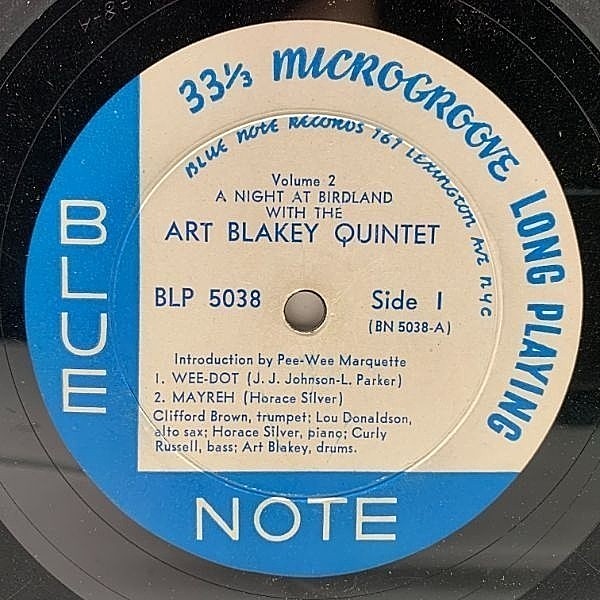 33⅓ MICROGROOVE LONG PLAYING
BLUE NOTE RECORDS 767 LEXINGTON AVE NYC
Volume 2
A NIGHT AT BIRDLAND
WITH THE
ART BLAKEY QUINTET
BLP 5038 Side 1
(BN 5038-A)
Introduction by Pee-Wee Marquette
1. WEE-DOT (J. J. Johnson-L. Parker)
2. MAYREH (Horace Silver)
Clifford Brown, trumpet; Lou Donaldson,
alto sax; Horace Silver, piano; Curly
Russell, bass; Art Blakey, drums.
BLUE
NOTE